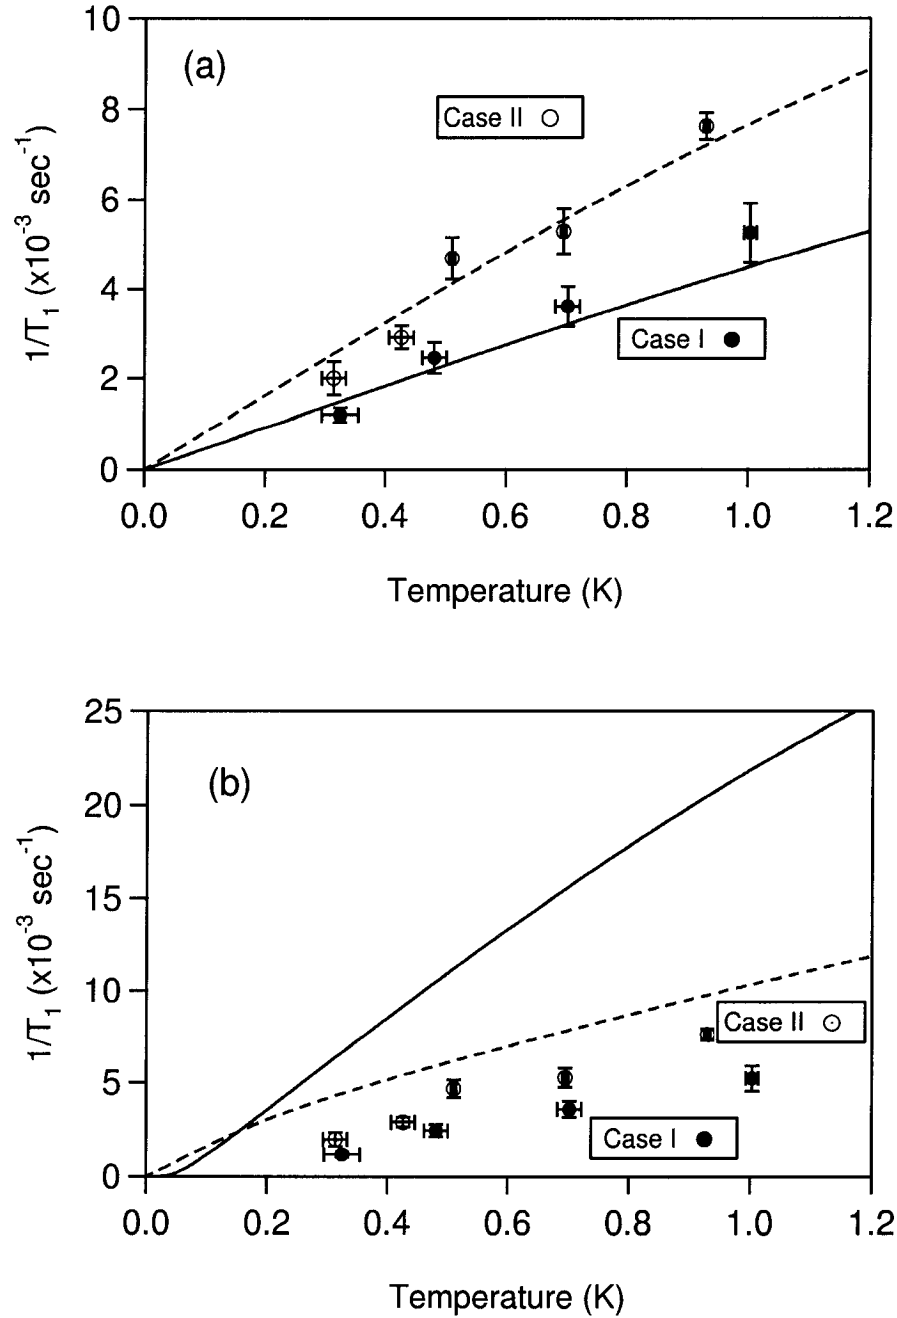 10
8
6
4
2
0
1/T₁ (x10⁻³ sec⁻¹)
(a)
Case II
Case I
0.0 0.2 0.4 0.6 0.8 1.0 1.2
Temperature (K)
25
20
15
10
5
0
1/T₁ (x10⁻³ sec⁻¹)
(b)
Case II
Case I
0.0 0.2 0.4 0.6 0.8 1.0 1.2
Temperature (K)